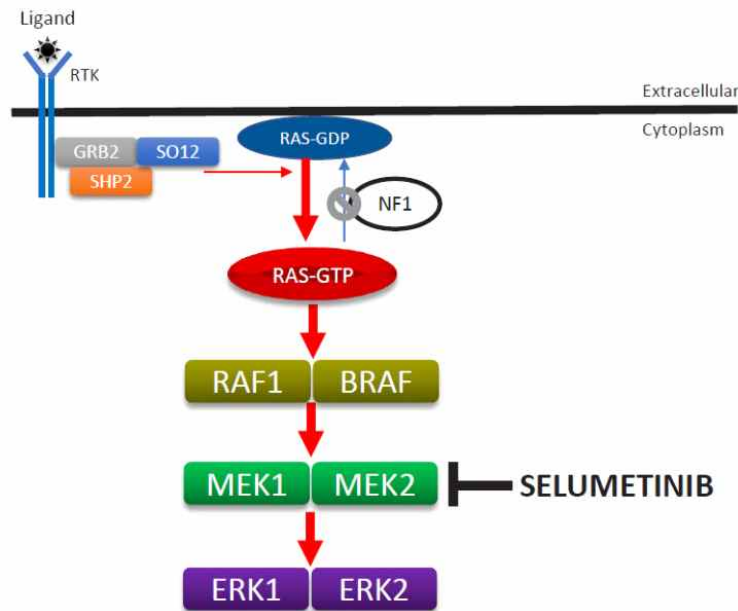 Ligand
RTK
Extracellular
Cytoplasm
GRB2
SO12
SHP2
RAS-GDP
NF1
RAS-GTP
RAF1
BRAF
MEK1
MEK2
SELUMETINIB
ERK1
ERK2